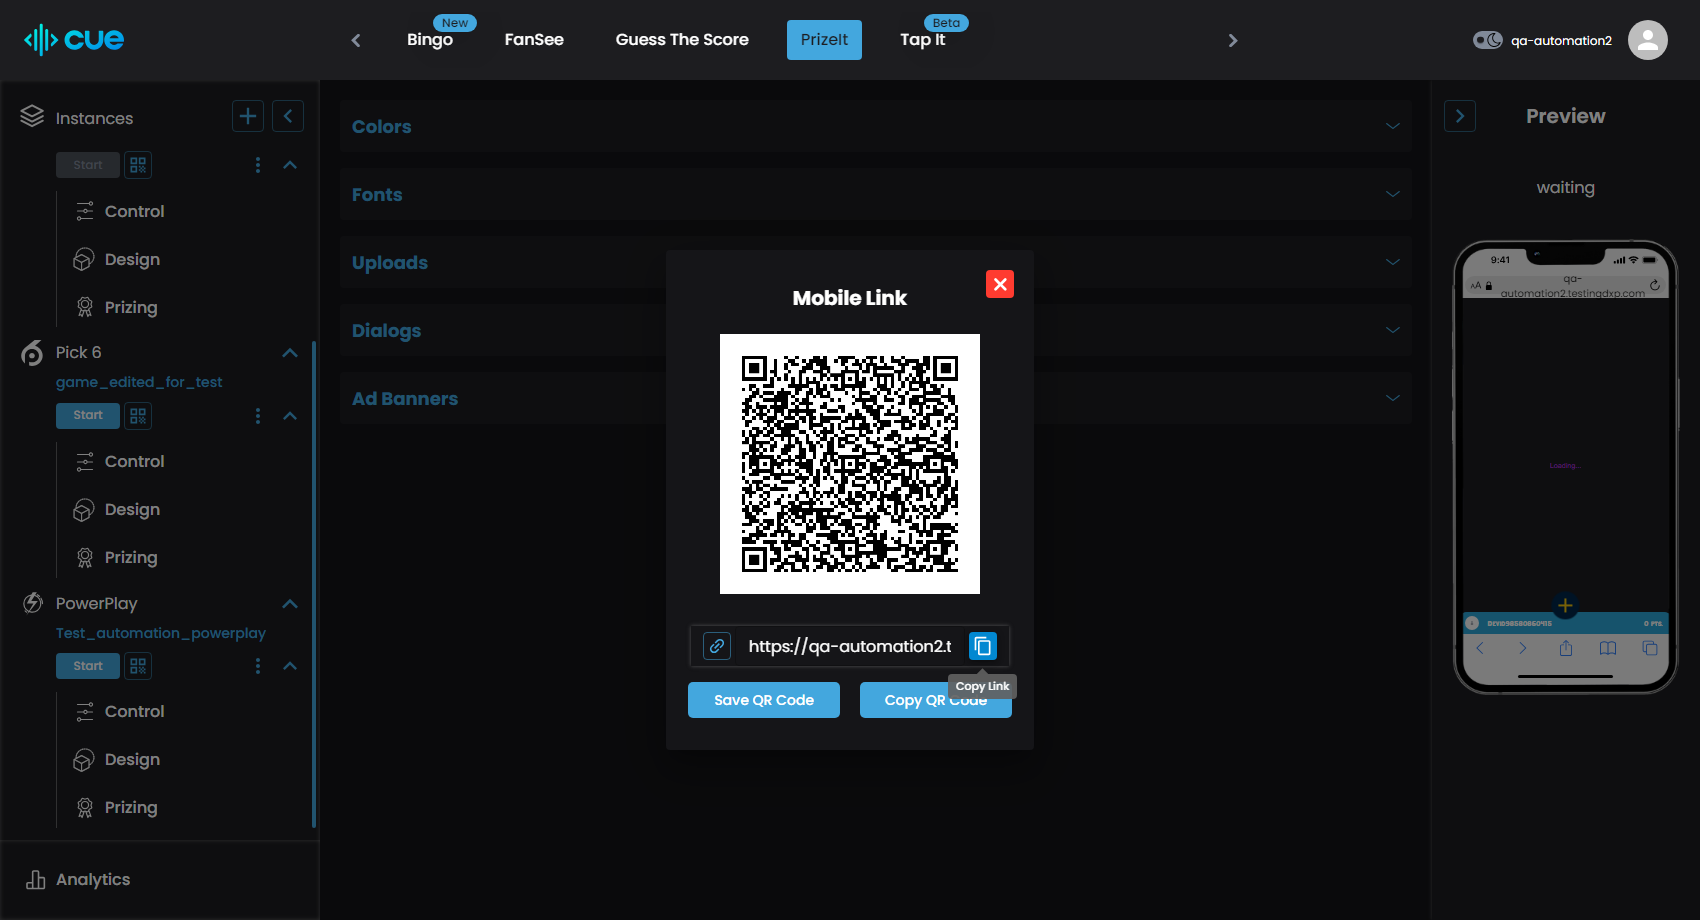 cue
Bingo
New
FanSee
Guess The Score
PrizeIt
Tap It
Beta
qa-automation2
Instances
Start
Control
Design
Prizing
Pick 6
game_edited_for_test
Start
Control
Design
Prizing
PowerPlay
Test_automation_powerplay
Start
Control
Design
Prizing
Analytics
Colors
Fonts
Uploads
Dialogs
Ad Banners
Mobile Link
https://qa-automation2.t
Copy Link
Save QR Code
Copy QR Code
Preview
waiting
9:41
AA
qa-
automation2.testingdxp.com
Loading...
0 PTS.